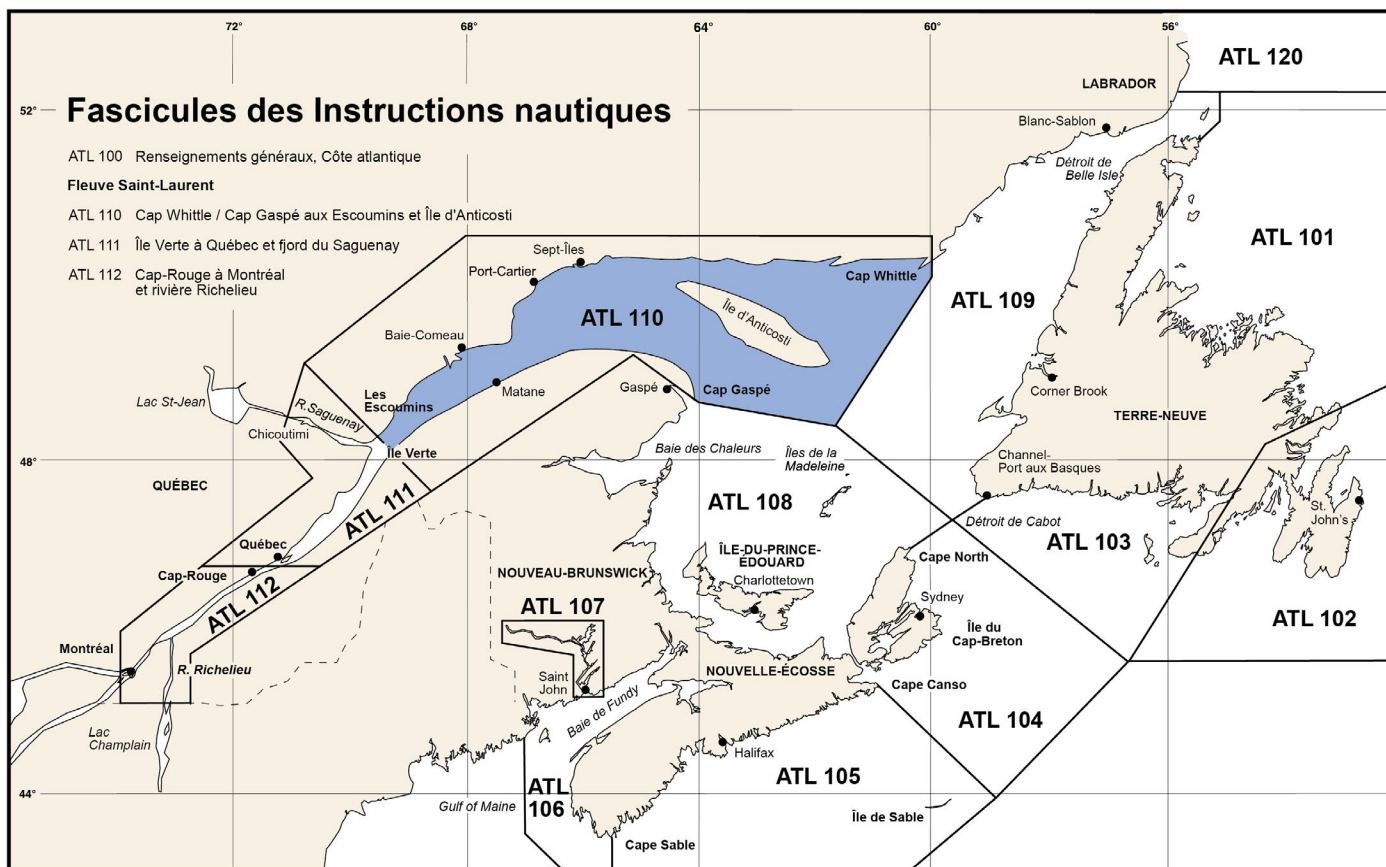 72°
68°
64°
60°
56°
ATL 120
LABRADOR
52°
Fascicules des Instructions nautiques
Blanc-Sablon
ATL 100 Renseignements généraux, Côte atlantique
Détroit de
Belle Isle
Fleuve Saint-Laurent
ATL 110 Cap Whittle / Cap Gaspé aux Escoumins et Île d'Anticosti
ATL 101
ATL 111 Île Verte à Québec et fjord du Saguenay
Sept-Îles
ATL 112 Cap-Rouge à Montréal
et rivière Richelieu
Port-Cartier
Cap Whittle
ATL 109
ATL 110
Île d'Anticosti
Baie-Comeau
Corner Brook
Matane
Gaspé
Cap Gaspé
Les
Escoumins
Lac St-Jean
R.Saguenay
TERRE-NEUVE
Chicoutimi
Île Verte
Baie des Chaleurs
Îles de la
Madeleine
Channel-
Port aux Basques
48°
QUÉBEC
ATL 111
ATL 108
St.
John's
Détroit de Cabot
ATL 103
Québec
Cap-Rouge
ATL 112
ÎLE-DU-PRINCE-
ÉDOUARD
Cape North
NOUVEAU-BRUNSWICK
Charlottetown
Sydney
ATL 107
ATL 102
Île du
Cap-Breton
Montréal
R. Richelieu
Saint
John
NOUVELLE-ÉCOSSE
Cape Canso
Baie de Fundy
ATL 104
Lac
Champlain
Halifax
ATL 105
44°
ATL
106
Gulf of Maine
Île de Sable
Cape Sable